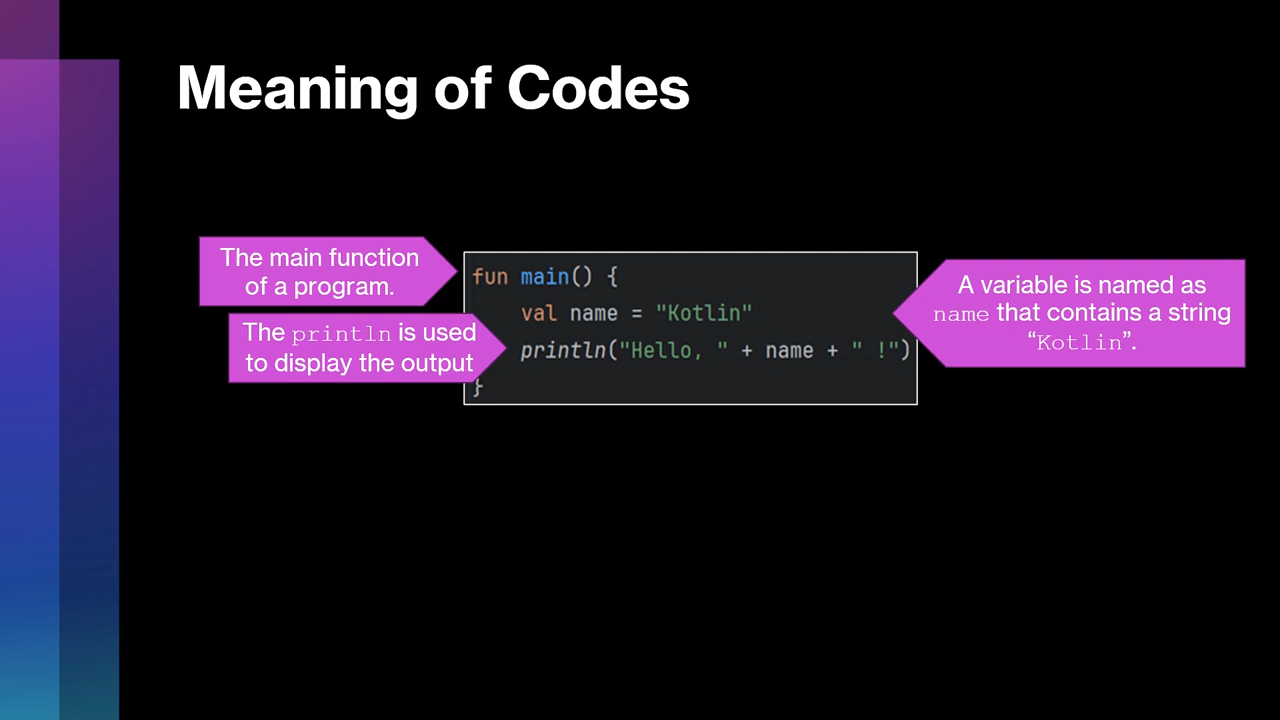 Meaning of Codes
The main function
of a program.
The println is used
to display the output
fun main() {
val name = "Kotlin"
println("Hello, " + name + " !")
}
A variable is named as
name that contains a string
“Kotlin”.